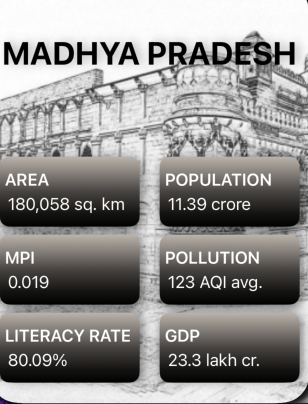 MADHYA PRADESH
AREA
180,058 sq. km
POPULATION
11.39 crore
MPI
0.019
POLLUTION
123 AQI avg.
LITERACY RATE
80.09%
GDP
23.3 lakh cr.